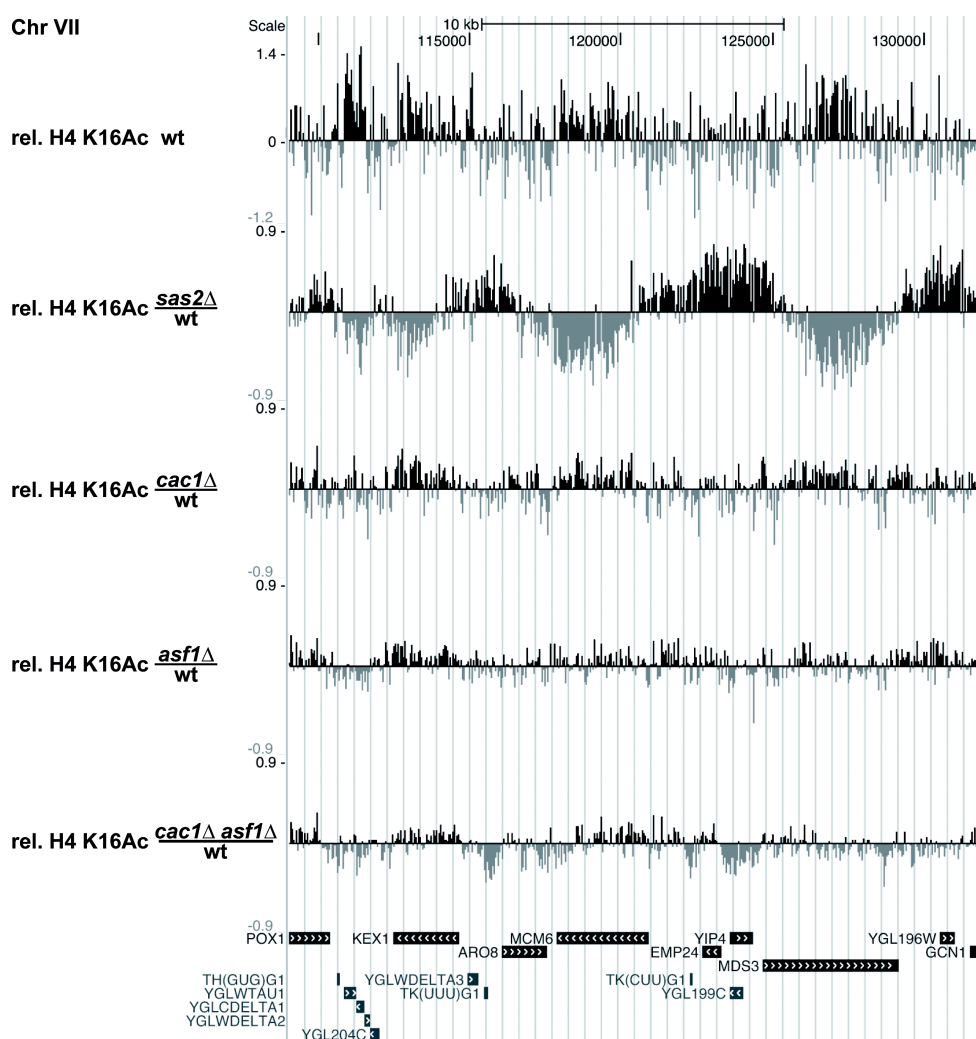 Chr VII
Scale 10 kb
115000 120000 125000 130000
1.4 -
rel. H4 K16Ac wt
0 -
-1.2
0.9 -
rel. H4 K16Ac sas2Δ
wt
-0.9
0.9 -
rel. H4 K16Ac cac1Δ
wt
-0.9
0.9 -
rel. H4 K16Ac asf1Δ
wt
-0.9
0.9 -
rel. H4 K16Ac cac1Δ asf1Δ
wt
-0.9
POX1 KEX1 MCM6 YIP4 YGL196W
ARO8 EMP24 GCN1
MDS3
TH(GUG)G1 YGLWDELTA3 TK(CUU)G1
YGLWTAU1 TK(UUU)G1 YGL199C
YGLCDELTA1
YGLWDELTA2
YGL204C